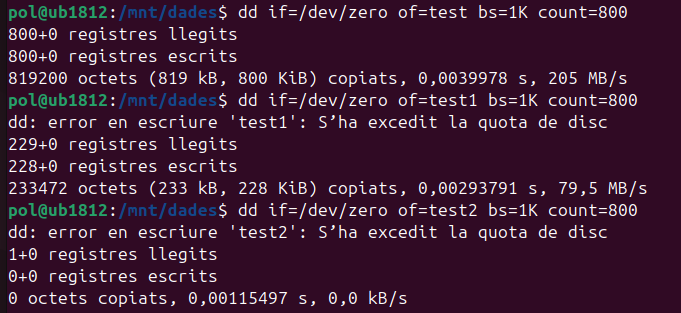 pol@ub1812:/mnt/dades$ dd if=/dev/zero of=test bs=1K count=800
800+0 registres llegits
800+0 registres escrits
819200 octets (819 kB, 800 KiB) copiats, 0,0039978 s, 205 MB/s
pol@ub1812:/mnt/dades$ dd if=/dev/zero of=test1 bs=1K count=800
dd: error en escriure 'test1': S’ha excedit la quota de disc
229+0 registres llegits
228+0 registres escrits
233472 octets (233 kB, 228 KiB) copiats, 0,00293791 s, 79,5 MB/s
pol@ub1812:/mnt/dades$ dd if=/dev/zero of=test2 bs=1K count=800
dd: error en escriure 'test2': S’ha excedit la quota de disc
1+0 registres llegits
0+0 registres escrits
0 octets copiats, 0,00115497 s, 0,0 kB/s